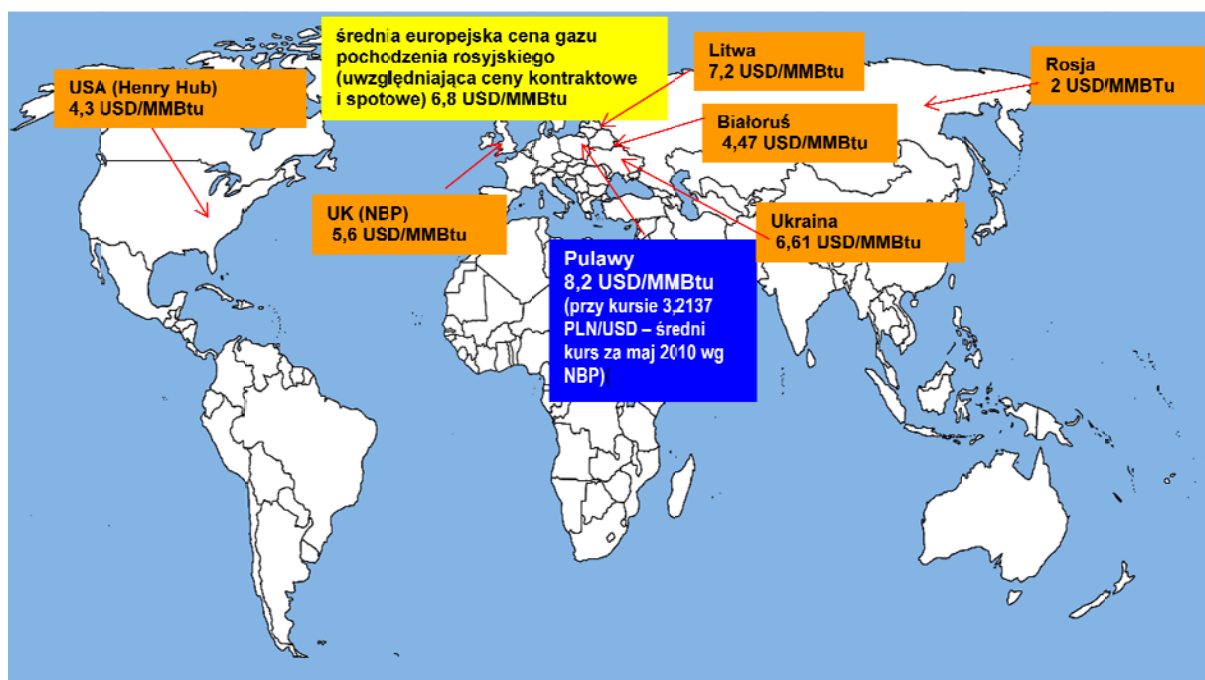 średnia europejska cena gazu
pochodzenia rosyjskiego
(uwzględniająca ceny kontraktowe
i spotowe) 6,8 USD/MMBtu
Litwa
7,2 USD/MMBtu
Rosja
2 USD/MMBTu
USA (Henry Hub)
4,3 USD/MMBtu
Białoruś
4,47 USD/MMBtu
UK (NBP)
5,6 USD/MMBtu
Ukraina
6,61 USD/MMBtu
Pulawy
8,2 USD/MMBtu
(przy kursie 3,2137
PLN/USD – średni
kurs za maj 2010 wg
NBP)(